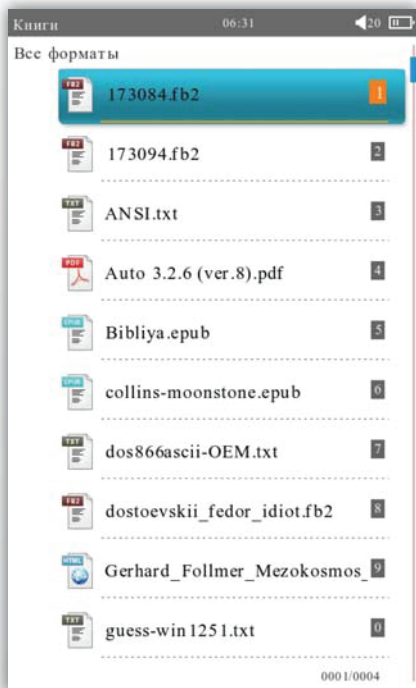 Книги 06:31 20
Все форматы
FB2 173084.fb2 1
FB2 173094.fb2 2
TXT ANSI.txt 3
PDF Auto 3.2.6 (ver.8).pdf 4
EPUB Bibliya.epub 5
EPUB collins-moonstone.epub 6
TXT dos866ascii-OEM.txt 7
FB2 dostoevskii_fedor_idiot.fb2 8
HTML Gerhard_Follmer_Mezokosmos_ 9
TXT guess-win1251.txt 0
0001/0004